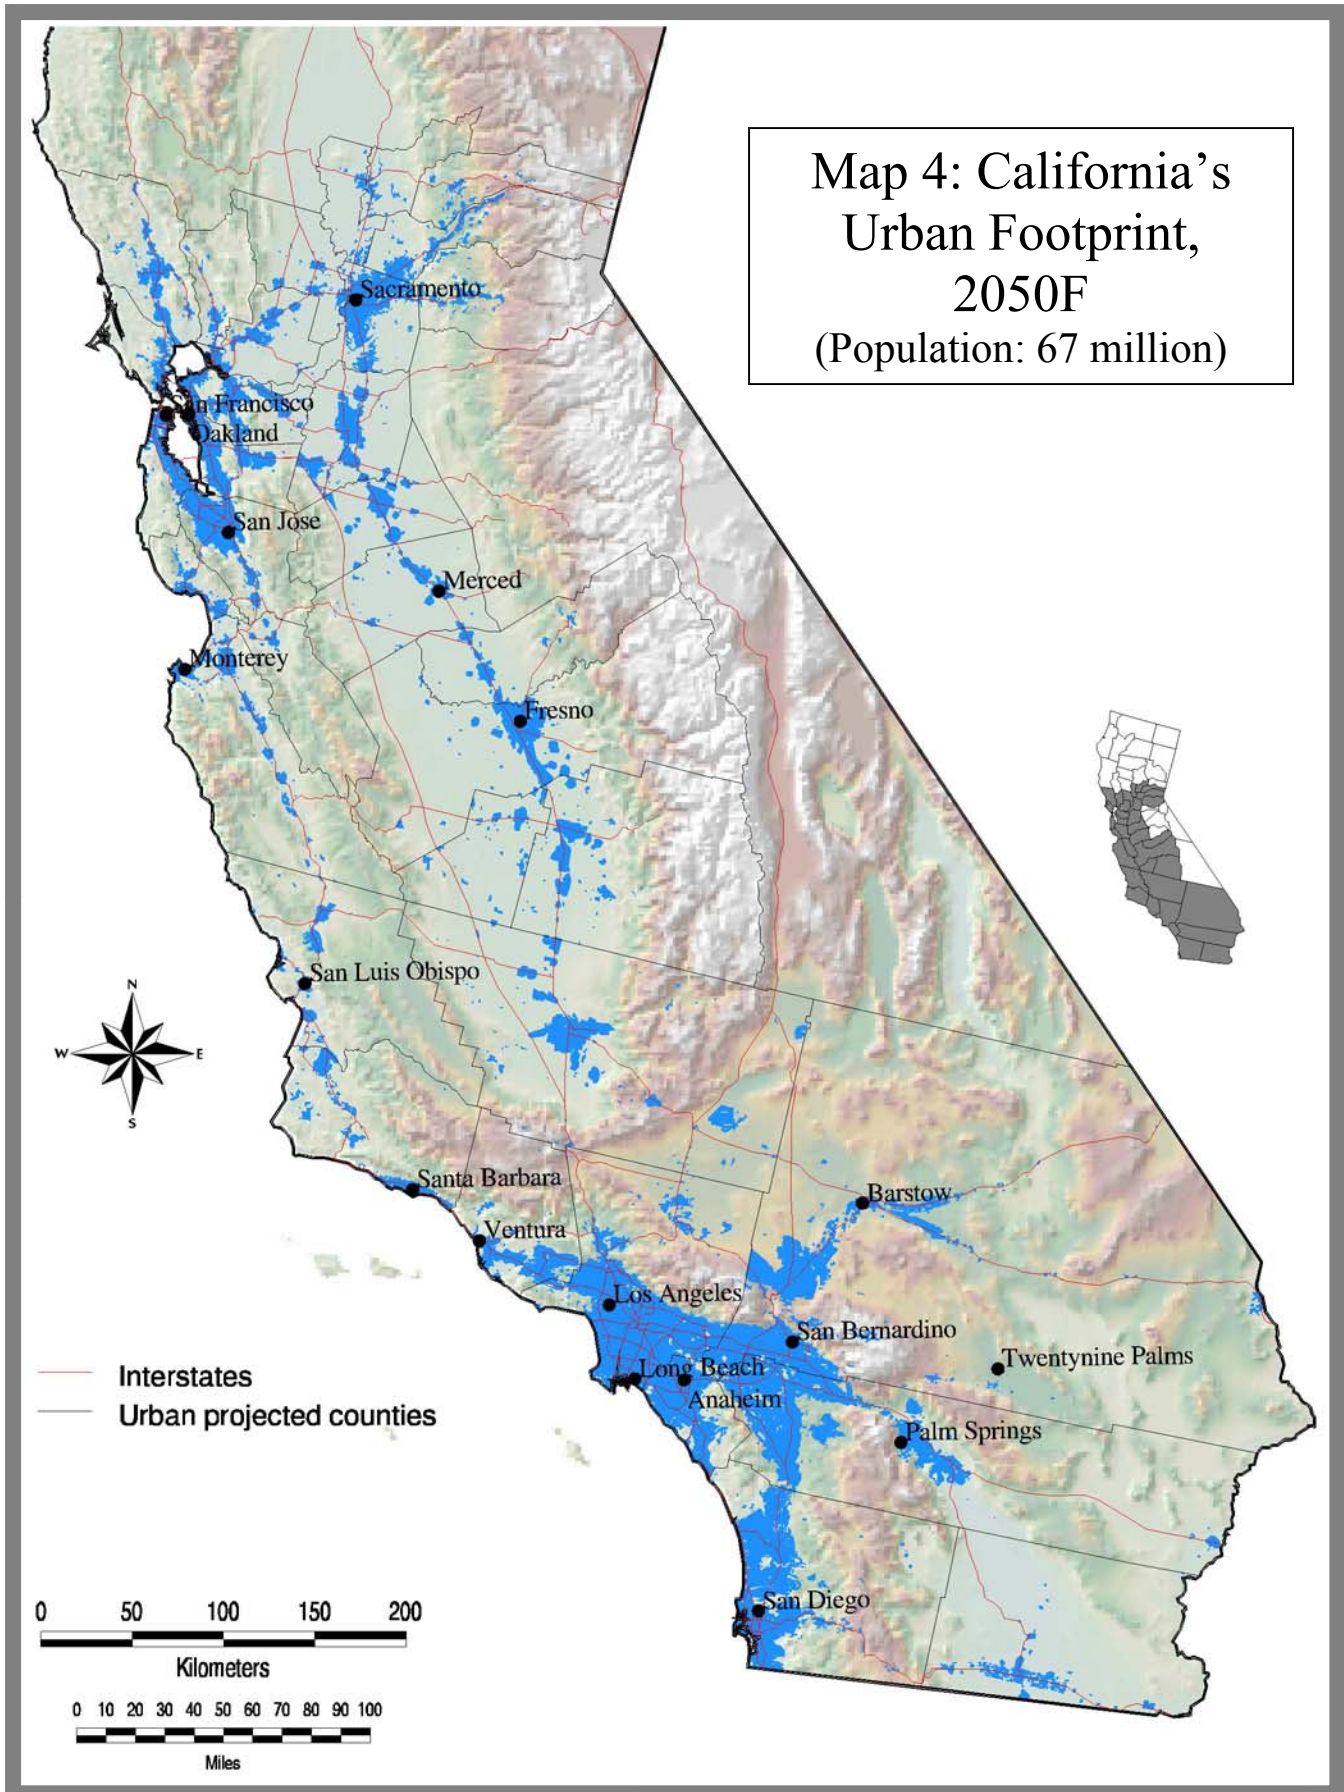 Map 4: California’s
Urban Footprint,
2050F
(Population: 67 million)
Sacramento
San Francisco
Oakland
San Jose
Merced
Monterey
Fresno
San Luis Obispo
N
W E
S
Santa Barbara
Barstow
Ventura
Los Angeles
San Bernardino
Twentynine Palms
Long Beach
Anaheim
Interstates
Urban projected counties
Palm Springs
San Diego
0 50 100 150 200
Kilometers
0 10 20 30 40 50 60 70 80 90 100
Miles